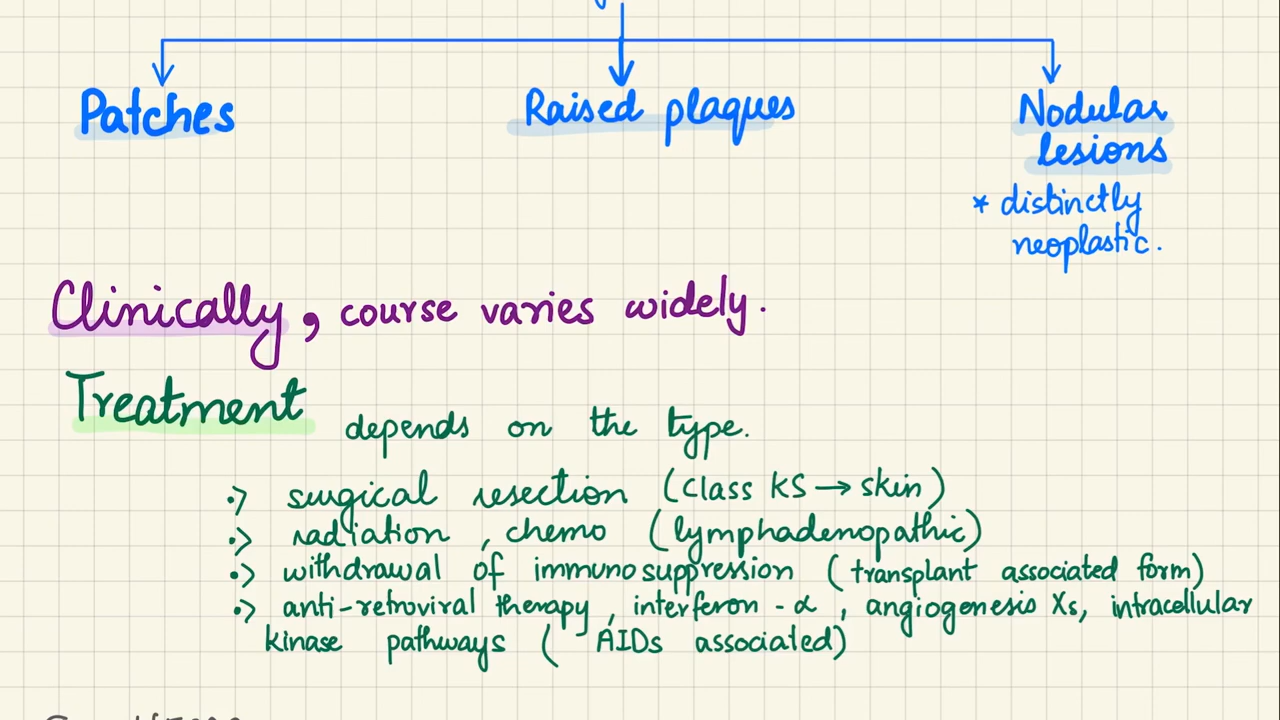 Patches Raised plaques Nodular
lesions
* distinctly
neoplastic.
Clinically, course varies widely.
Treatment depends on the type.
•> surgical resection (class KS → skin)
•> radiation, chemo (lymphadenopathic)
•> withdrawal of immunosuppression (transplant associated form)
•> anti-retroviral therapy, interferon-α, angiogenesis Xs, intracellular
kinase pathways (AIDs associated)